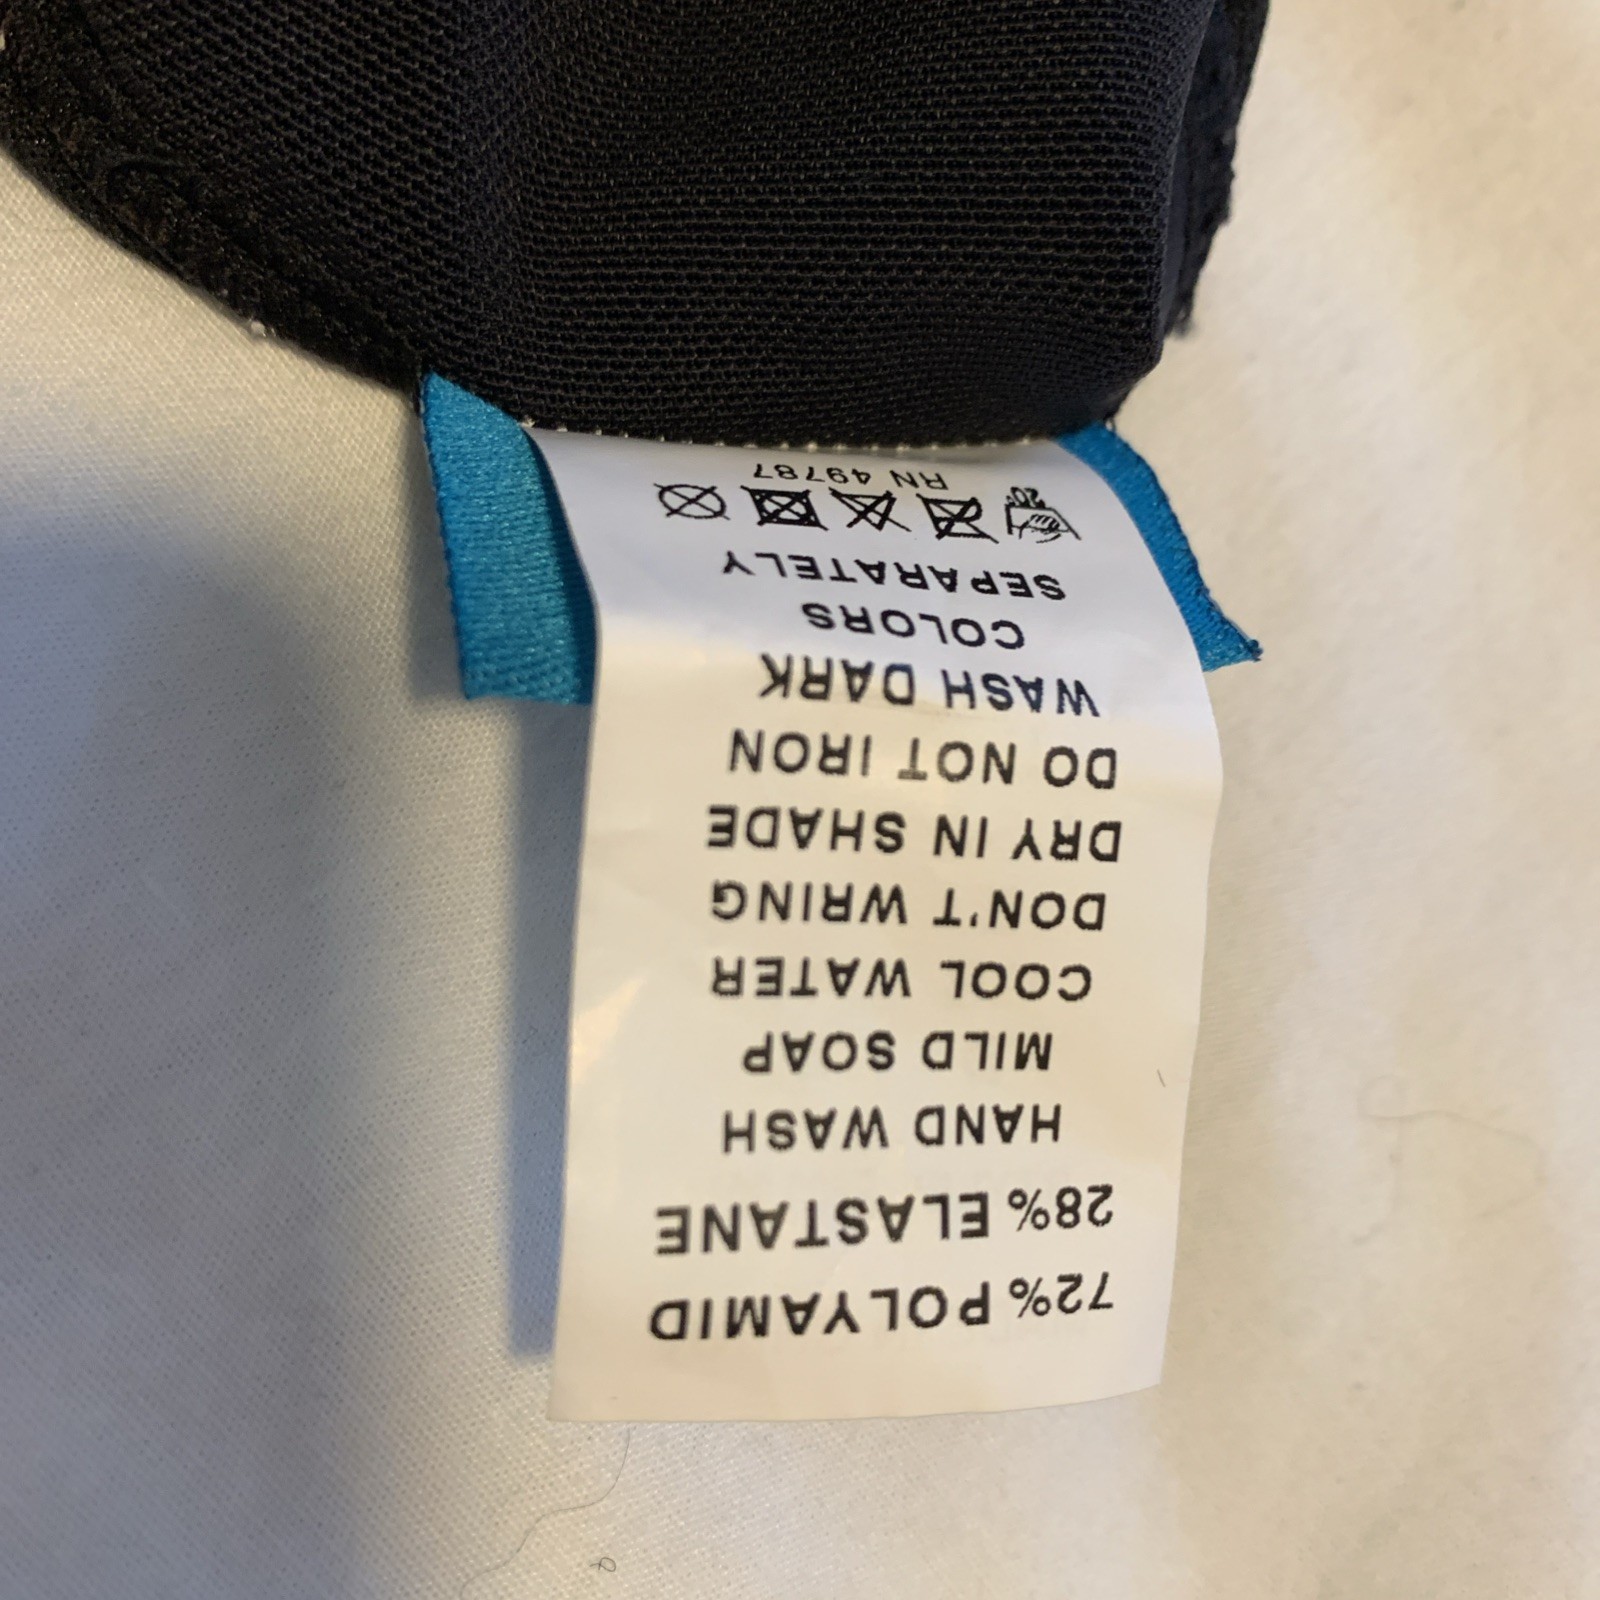 72% POLYAMID
28% ELASTANE
HAND WASH
MILD SOAP
COOL WATER
DON'T WRING
DRY IN SHADE
DO NOT IRON
WASH DARK
COLORS
SEPARATELY
20°
RN 49787